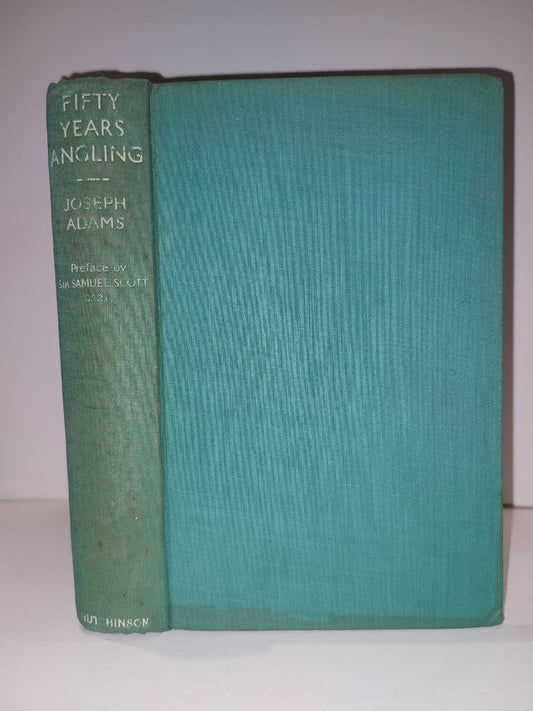 FIFTY
YEARS
ANGLING
JOSEPH
ADAMS
Preface by
SIR SAMUEL SCOTT
HUTCHINSON